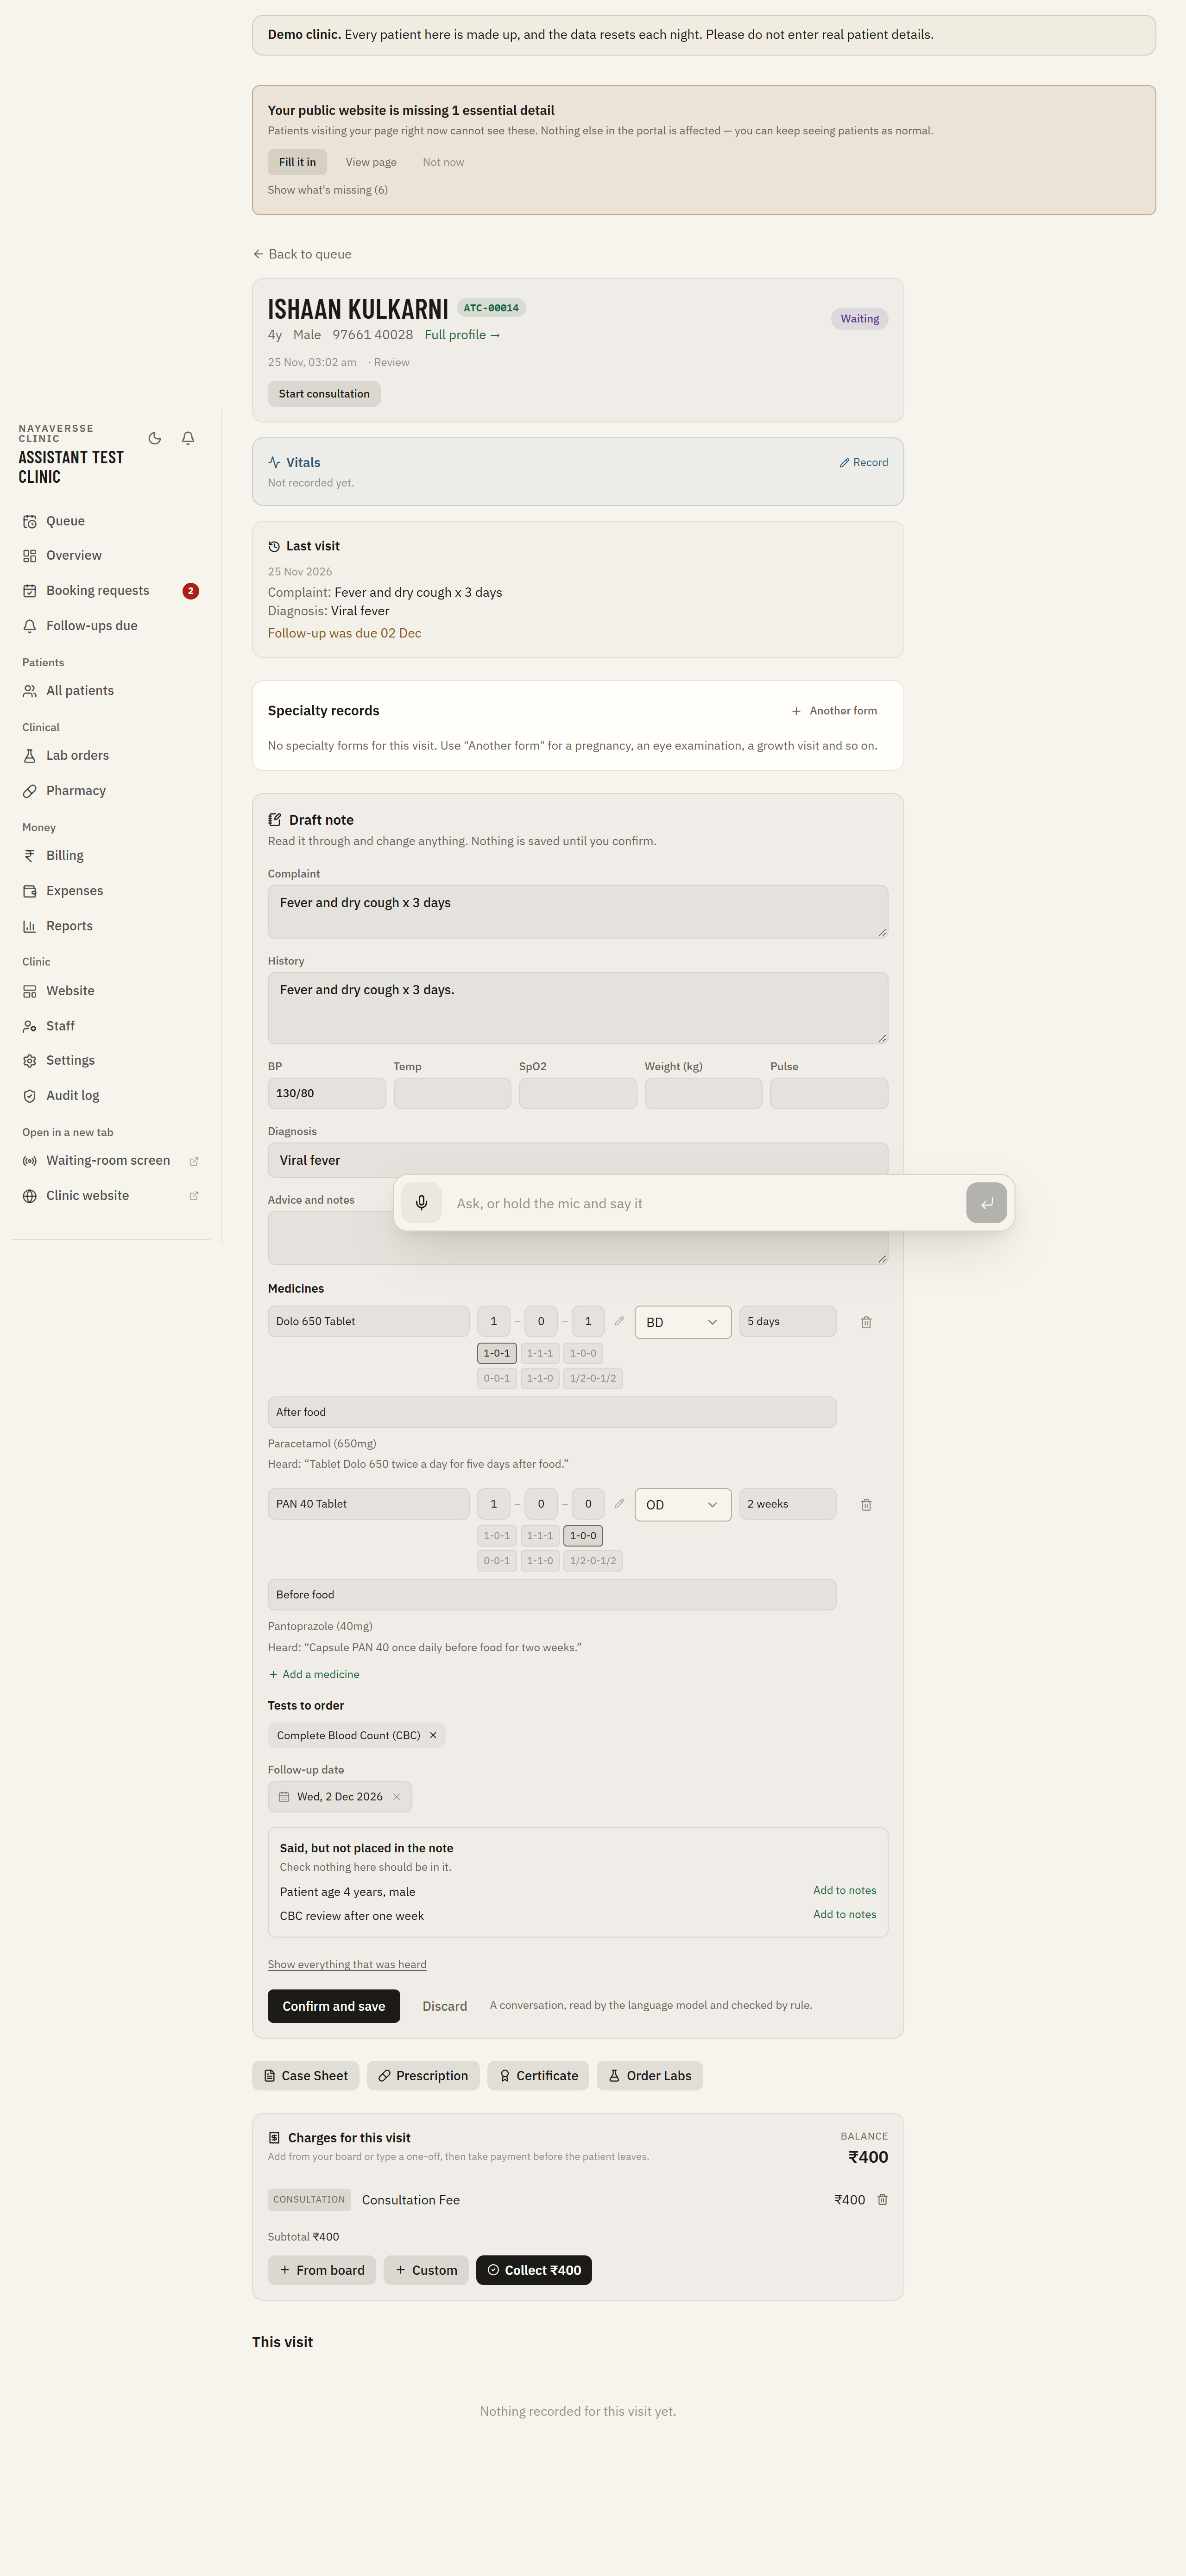 Demo clinic. Every patient here is made up, and the data resets each night. Please do not enter real patient details.
Your public website is missing 1 essential detail
Patients visiting your page right now cannot see these. Nothing else in the portal is affected — you can keep seeing patients as normal.
Fill it in View page Not now
Show what's missing (6)
← Back to queue
ISHAAN KULKARNI ATC-00014
Waiting
4y Male 97661 40028 Full profile →
25 Nov, 03:02 am · Review
Start consultation
NAYAVERSSE CLINIC
ASSISTANT TEST CLINIC
Queue
Overview
Booking requests 2
Follow-ups due
Patients
All patients
Clinical
Lab orders
Pharmacy
Money
Billing
Expenses
Reports
Clinic
Website
Staff
Settings
Audit log
Open in a new tab
Waiting-room screen
Clinic website
Vitals
Record
Not recorded yet.
Last visit
25 Nov 2026
Complaint: Fever and dry cough x 3 days
Diagnosis: Viral fever
Follow-up was due 02 Dec
Specialty records
+ Another form
No specialty forms for this visit. Use "Another form" for a pregnancy, an eye examination, a growth visit and so on.
Draft note
Read it through and change anything. Nothing is saved until you confirm.
Complaint
Fever and dry cough x 3 days
History
Fever and dry cough x 3 days.
BP Temp SpO2 Weight (kg) Pulse
130/80
Diagnosis
Viral fever
Advice and notes
Ask, or hold the mic and say it
Medicines
Dolo 650 Tablet 1 – 0 – 1 BD 5 days
1-0-1 1-1-1 1-0-0
0-0-1 1-1-0 1/2-0-1/2
After food
Paracetamol (650mg)
Heard: “Tablet Dolo 650 twice a day for five days after food.”
PAN 40 Tablet 1 – 0 – 0 OD 2 weeks
1-0-1 1-1-1 1-0-0
0-0-1 1-1-0 1/2-0-1/2
Before food
Pantoprazole (40mg)
Heard: “Capsule PAN 40 once daily before food for two weeks.”
+ Add a medicine
Tests to order
Complete Blood Count (CBC) ×
Follow-up date
Wed, 2 Dec 2026 ×
Said, but not placed in the note
Check nothing here should be in it.
Patient age 4 years, male Add to notes
CBC review after one week Add to notes
Show everything that was heard
Confirm and save Discard A conversation, read by the language model and checked by rule.
Case Sheet Prescription Certificate Order Labs
Charges for this visit
BALANCE
Add from your board or type a one-off, then take payment before the patient leaves.
₹400
CONSULTATION Consultation Fee ₹400
Subtotal ₹400
+ From board + Custom Collect ₹400
This visit
Nothing recorded for this visit yet.